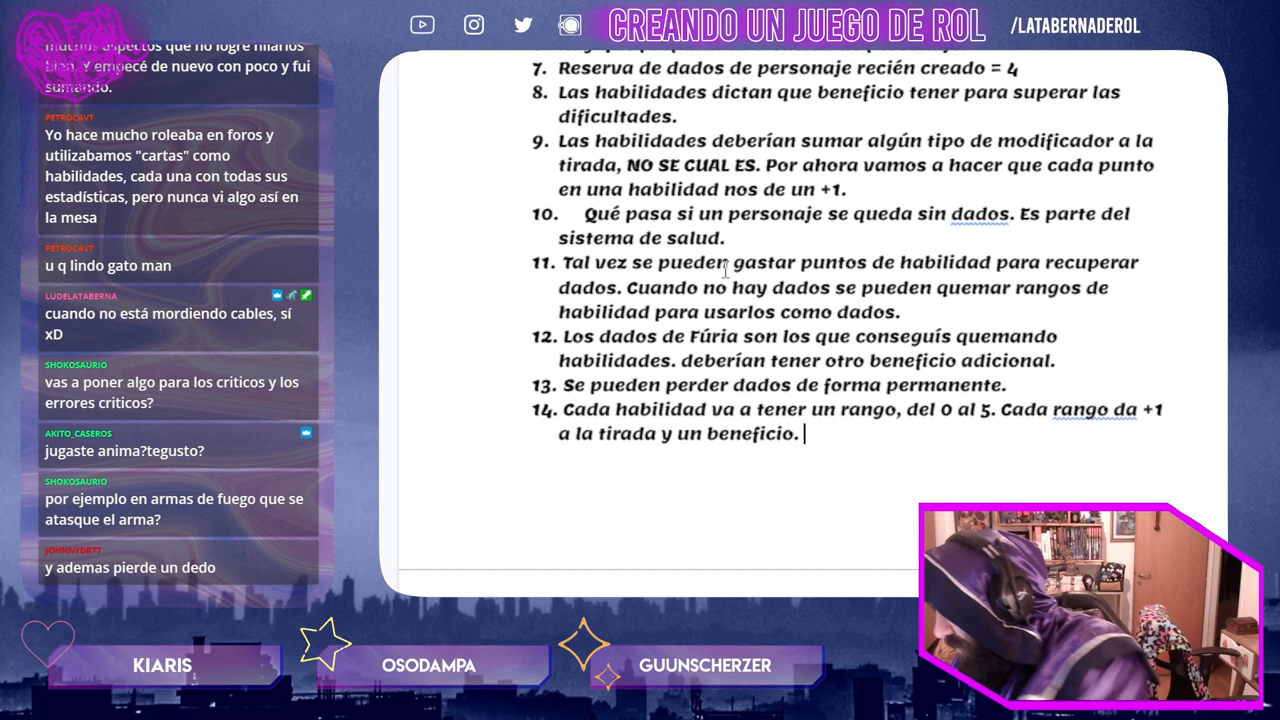 CREANDO UN JUEGO DE ROL
/LATABERNADEROL
muchos aspectos que no logre hilarlos
bien. Y empecé de nuevo con poco y fui
sumando.
PETROCAVT
Yo hace mucho roleaba en foros y
utilizabamos "cartas" como
habilidades, cada una con todas sus
estadísticas, pero nunca vi algo así en
la mesa
PETROCAVT
u q lindo gato man
LUDELATABERNA
cuando no está mordiendo cables, sí
xD
SHOKOSAURIO
vas a poner algo para los criticos y los
errores criticos?
AKITO_CASEROS
jugaste anima?tegusto?
SHOKOSAURIO
por ejemplo en armas de fuego que se
atasque el arma?
JOHNNYDR77
y ademas pierde un dedo
7. Reserva de dados de personaje recién creado = 4
8. Las habilidades dictan que beneficio tener para superar las
dificultades.
9. Las habilidades deberían sumar algún tipo de modificador a la
tirada, NO SE CUAL ES. Por ahora vamos a hacer que cada punto
en una habilidad nos de un +1.
10. Qué pasa si un personaje se queda sin dados. Es parte del
sistema de salud.
11. Tal vez se pueden gastar puntos de habilidad para recuperar
dados. Cuando no hay dados se pueden quemar rangos de
habilidad para usarlos como dados.
12. Los dados de Fúria son los que conseguís quemando
habilidades. deberían tener otro beneficio adicional.
13. Se pueden perder dados de forma permanente.
14. Cada habilidad va a tener un rango, del 0 al 5. Cada rango da +1
a la tirada y un beneficio.
KIARIS
OSODAMPA
GUUNSCHERZER